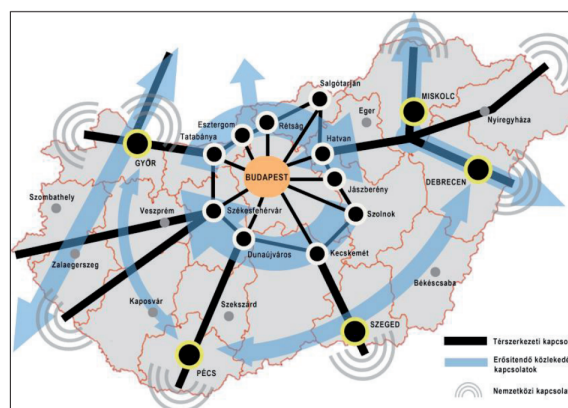 Salgótarján
MISKOLC
Eger
Nyíregyháza
Esztergom
Rétság
Tatabánya
Hatvan
GYŐR
DEBRECEN
BUDAPEST
Jászberény
Szombathely
Veszprém
Székesfehérvár
Szolnok
Zalaegerszeg
Dunaújváros
Kecskemét
Békéscsaba
Kaposvár
Szekszárd
SZEGED
PÉCS
Térszerkezeti kapcso
Erősítendő közlekedé
kapcsolatok
Nemzetközi kapcsola